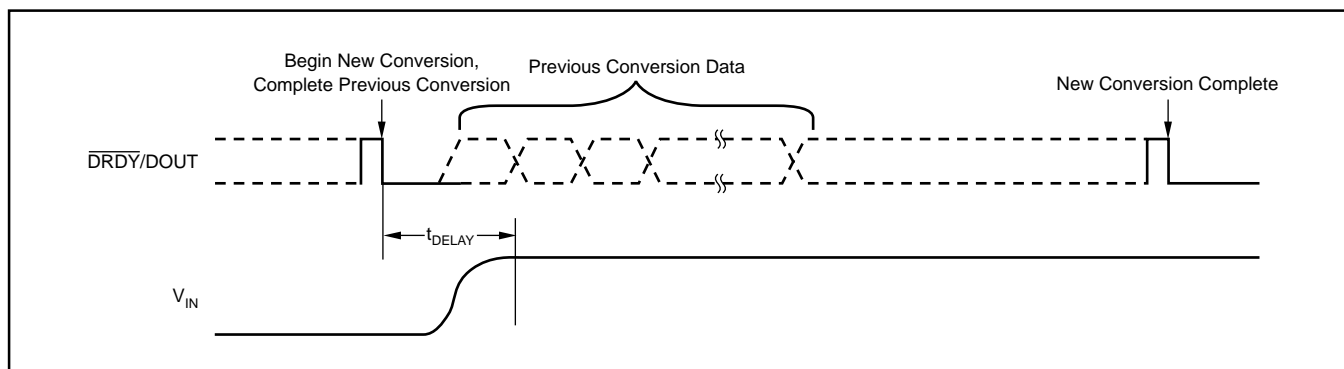 Begin New Conversion,
Complete Previous Conversion
Previous Conversion Data
New Conversion Complete
DRDY/DOUT
tDELAY
VIN